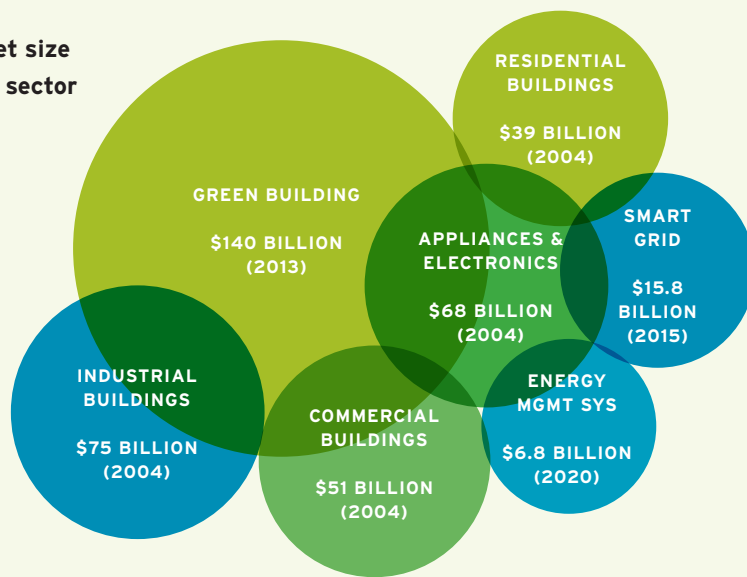 et size
sector
RESIDENTIAL
BUILDINGS
$39 BILLION
(2004)
GREEN BUILDING
$140 BILLION
(2013)
APPLIANCES &
ELECTRONICS
$68 BILLION
(2004)
SMART
GRID
$15.8
BILLION
(2015)
INDUSTRIAL
BUILDINGS
$75 BILLION
(2004)
COMMERCIAL
BUILDINGS
$51 BILLION
(2004)
ENERGY
MGMT SYS
$6.8 BILLION
(2020)